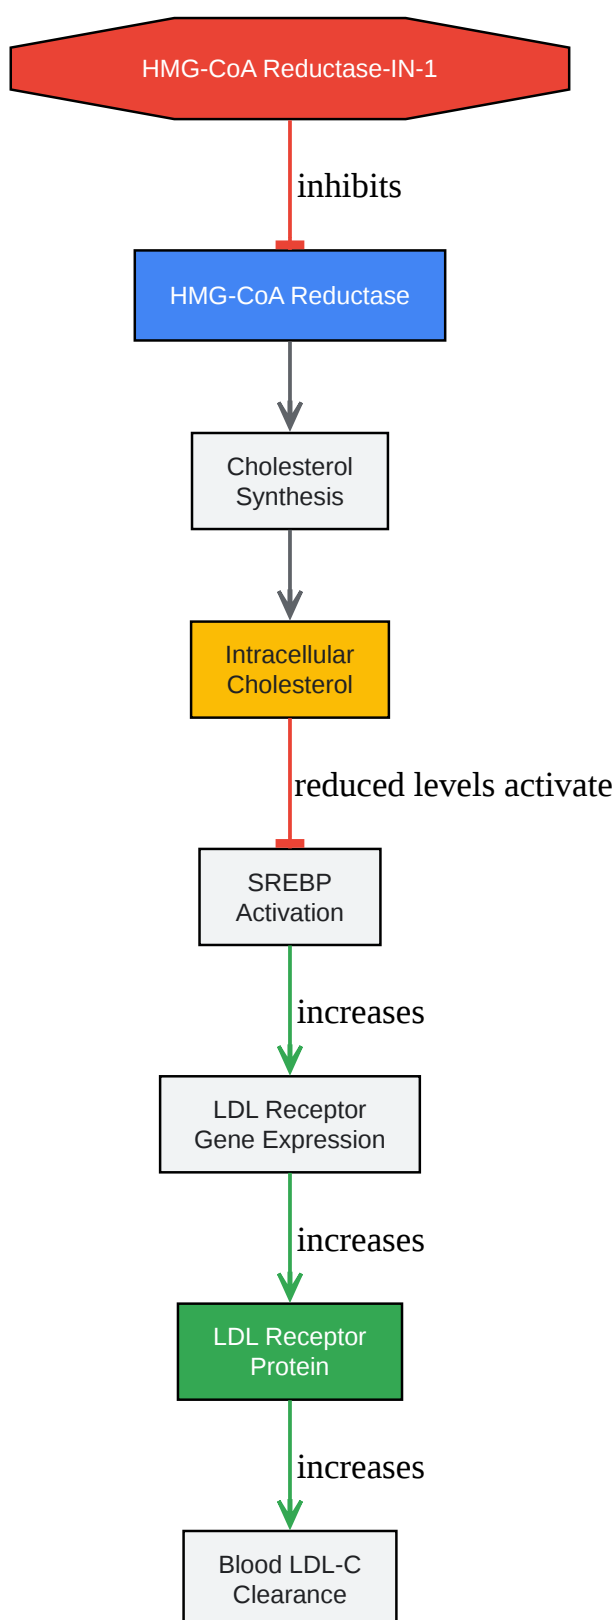 HMG-CoA Reductase-IN-1
inhibits
HMG-CoA Reductase
Cholesterol
Synthesis
Intracellular
Cholesterol
reduced levels activate
SREBP
Activation
increases
LDL Receptor
Gene Expression
increases
LDL Receptor
Protein
increases
Blood LDL-C
Clearance